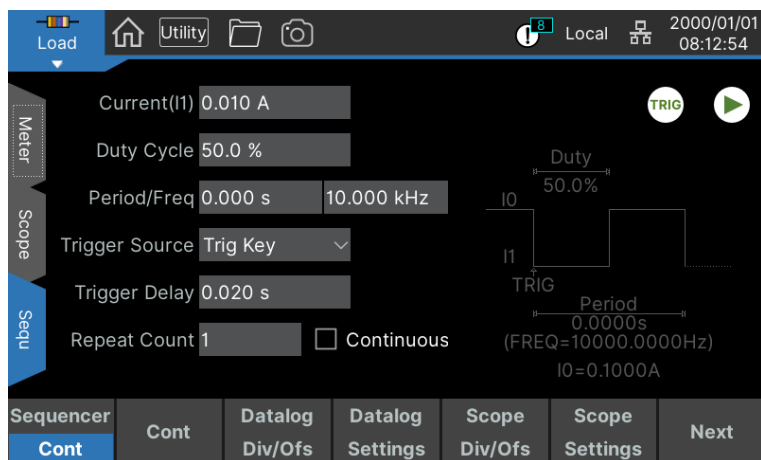 Load
Utility
8
Local
2000/01/01
08:12:54
Meter
Scope
Sequ
Current(I1) 0.010 A
Duty Cycle 50.0 %
Period/Freq 0.000 s 10.000 kHz
Trigger Source Trig Key
Trigger Delay 0.020 s
Repeat Count 1 Continuous
TRIG
Duty
50.0%
I0
I1
TRIG
Period
0.0000s
(FREQ=10000.0000Hz)
I0=0.1000A
Sequencer
Cont
Cont
Datalog
Div/Ofs
Datalog
Settings
Scope
Div/Ofs
Scope
Settings
Next